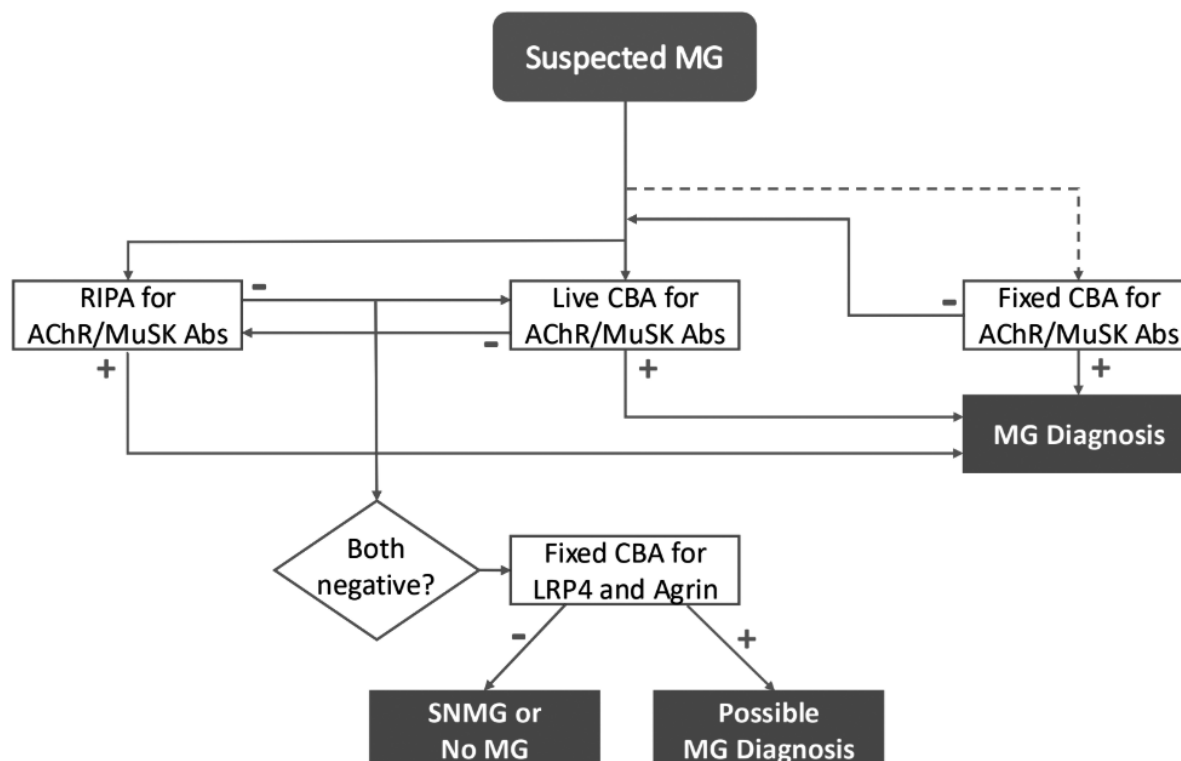 Suspected MG
RIPA for
AChR/MuSK Abs
-
+
Live CBA for
AChR/MuSK Abs
-
+
Fixed CBA for
AChR/MuSK Abs
-
+
MG Diagnosis
Both
negative?
Fixed CBA for
LRP4 and Agrin
-
+
SNMG or
No MG
Possible
MG Diagnosis